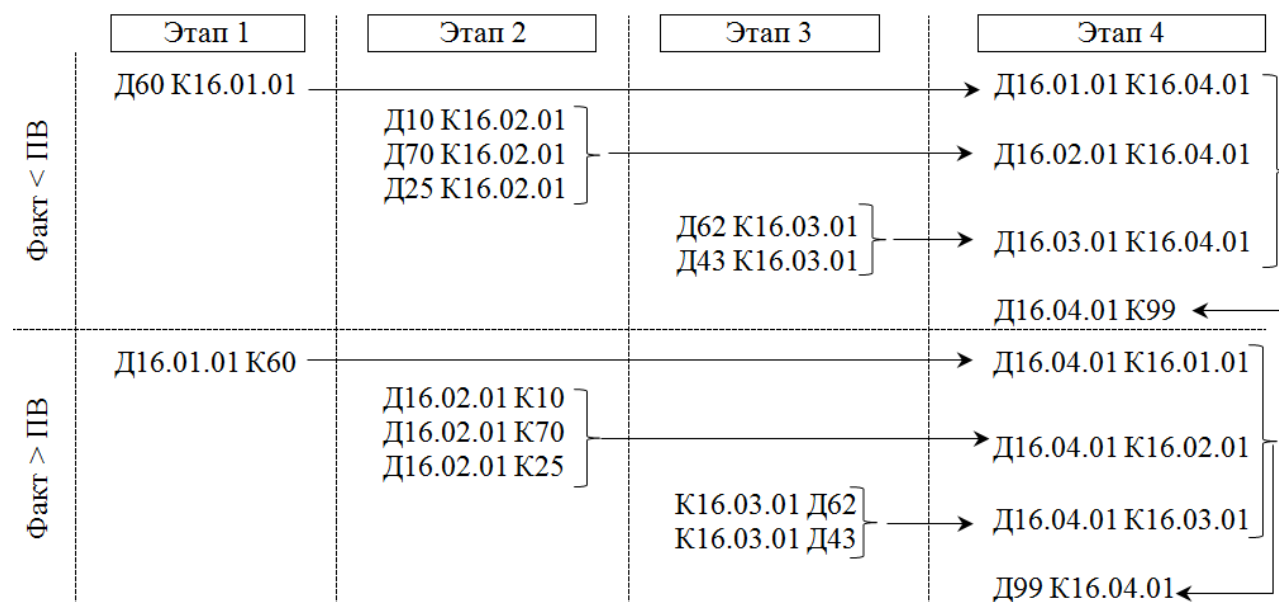 Этап 1
Этап 2
Этап 3
Этап 4
Факт < ПВ
Д60 К16.01.01
Д16.01.01 К16.04.01
Д10 К16.02.01
Д70 К16.02.01
Д25 К16.02.01
Д16.02.01 К16.04.01
Д62 К16.03.01
Д43 К16.03.01
Д16.03.01 К16.04.01
Д16.04.01 К99
Факт > ПВ
Д16.01.01 К60
Д16.04.01 К16.01.01
Д16.02.01 К10
Д16.02.01 К70
Д16.02.01 К25
Д16.04.01 К16.02.01
К16.03.01 Д62
К16.03.01 Д43
Д16.04.01 К16.03.01
Д99 К16.04.01